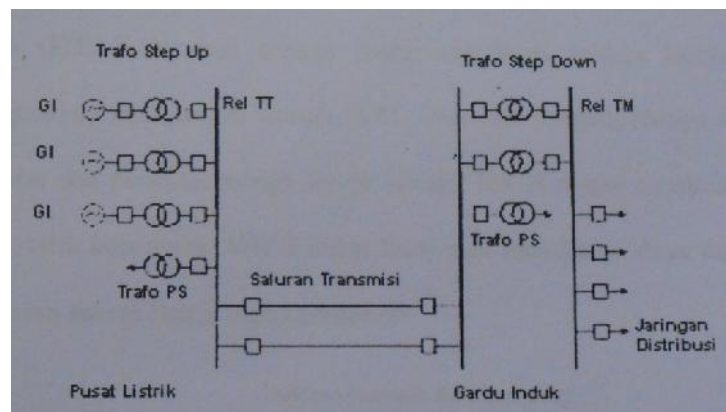 Trafo Step Up
Trafo Step Down
GI
Rel TT
Rel TM
GI
GI
Trafo PS
Trafo PS
Saluran Transmisi
Jaringan
Distribusi
Pusat Listrik
Gardu Induk